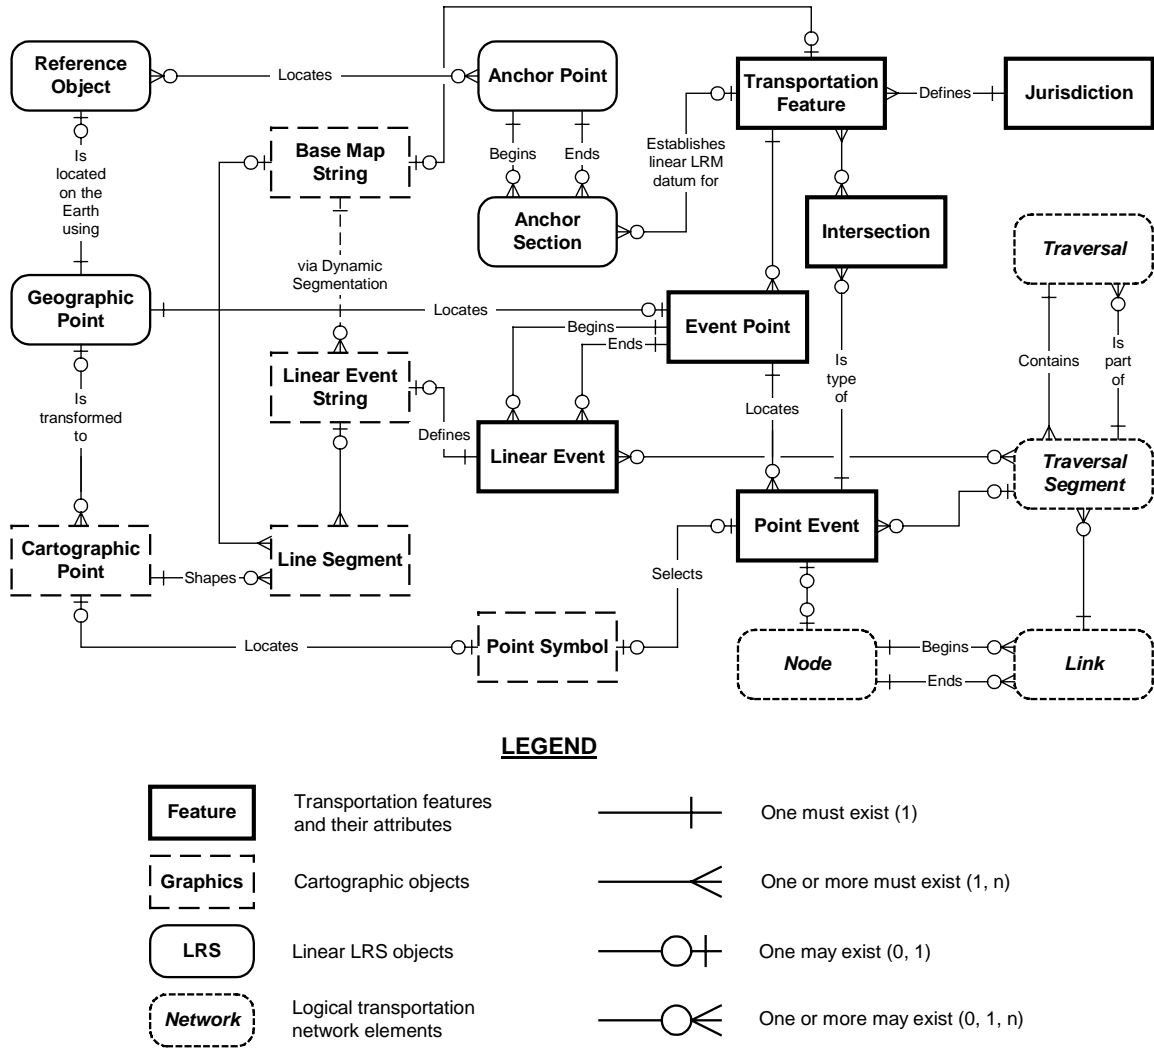 Reference
Object
Locates
Anchor Point
Transportation
Feature
Defines
Jurisdiction
Is
located
on the
Earth
using
Base Map
String
Begins
Ends
Establishes
linear LRM
datum for
Anchor
Section
Intersection
Traversal
via Dynamic
Segmentation
Geographic
Point
Locates
Begins
Ends
Event Point
Is
transformed
to
Linear Event
String
Defines
Linear Event
Locates
Is
type
of
Contains
Is
part
of
Traversal
Segment
Cartographic
Point
Shapes
Line Segment
Selects
Point Event
Locates
Point Symbol
Node
Begins
Ends
Link
LEGEND
Feature
Transportation features
and their attributes
One must exist (1)
Graphics
Cartographic objects
One or more must exist (1, n)
LRS
Linear LRS objects
One may exist (0, 1)
Network
Logical transportation
network elements
One or more may exist (0, 1, n)